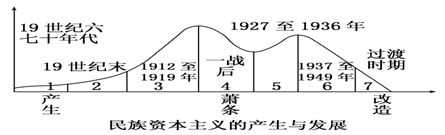 19 世纪六
七十年代
19 世纪末
1912 至
1919 年
一战
后
1927 至 1936 年
1937 至
1949 年
过渡
时期
1 2 3 4 5 6 7
产
生
萧
条
改
造
民族资本主义的产生与发展